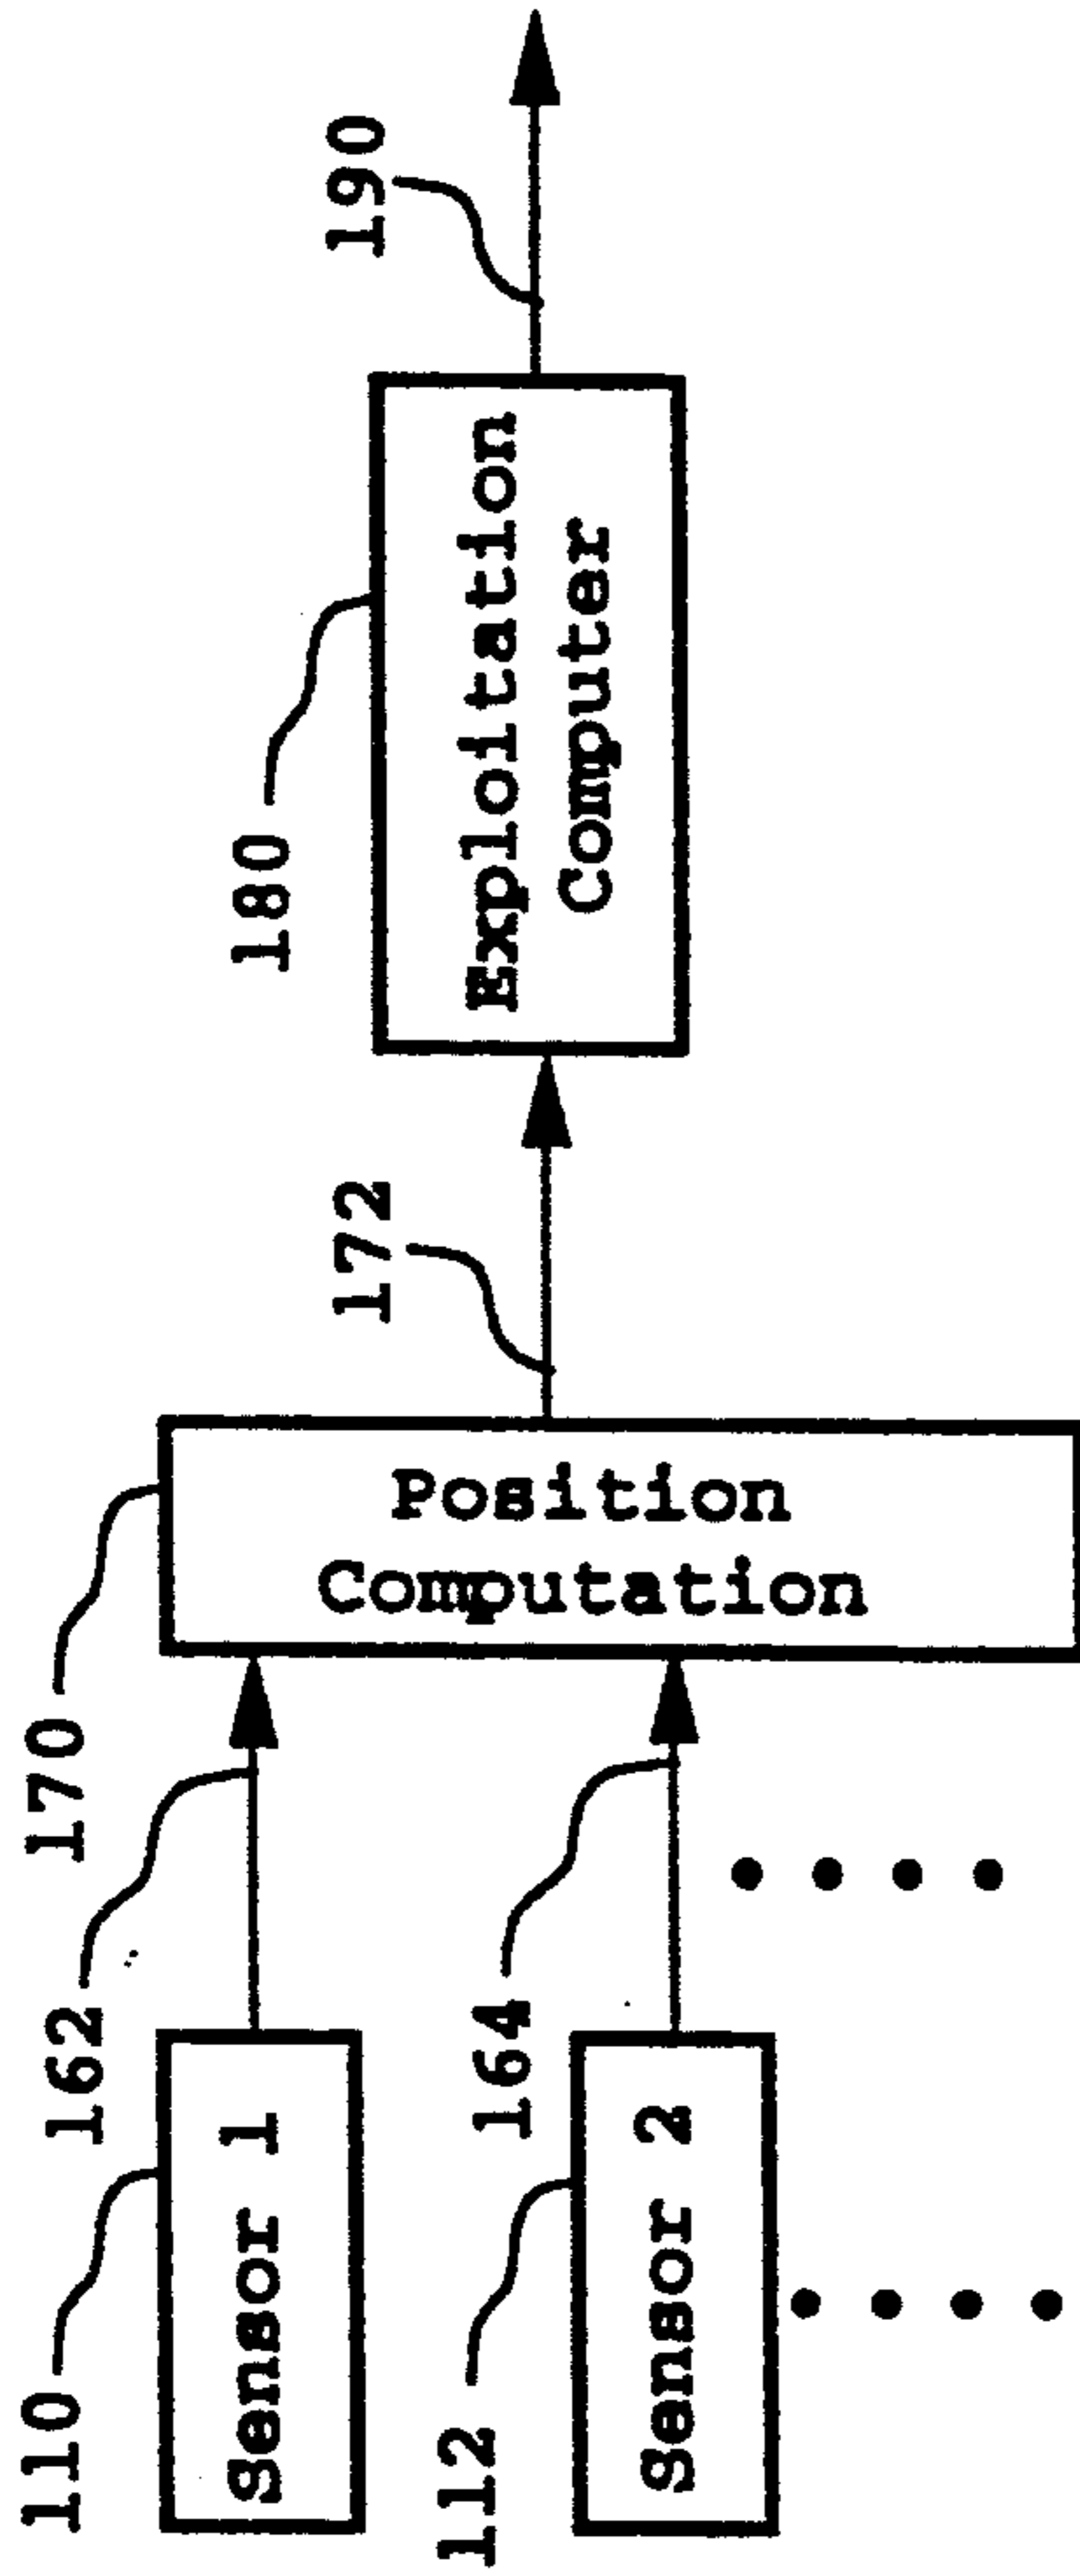 110
Sensor 1
162
112
Sensor 2
164
170
Position
Computation
172
180
Exploitation
Computer
190